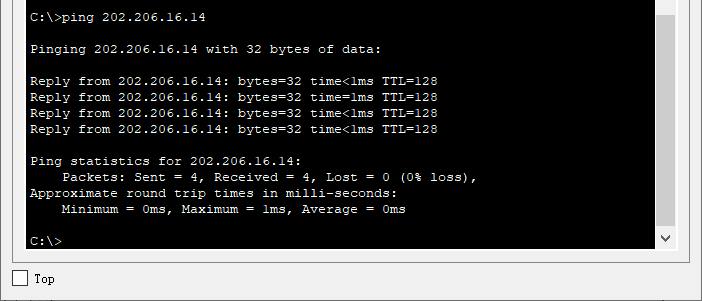 C:\>ping 202.206.16.14
Pinging 202.206.16.14 with 32 bytes of data:
Reply from 202.206.16.14: bytes=32 time<1ms TTL=128
Reply from 202.206.16.14: bytes=32 time=1ms TTL=128
Reply from 202.206.16.14: bytes=32 time<1ms TTL=128
Reply from 202.206.16.14: bytes=32 time<1ms TTL=128
Ping statistics for 202.206.16.14:
Packets: Sent = 4, Received = 4, Lost = 0 (0% loss),
Approximate round trip times in milli-seconds:
Minimum = 0ms, Maximum = 1ms, Average = 0ms
C:\>
Top